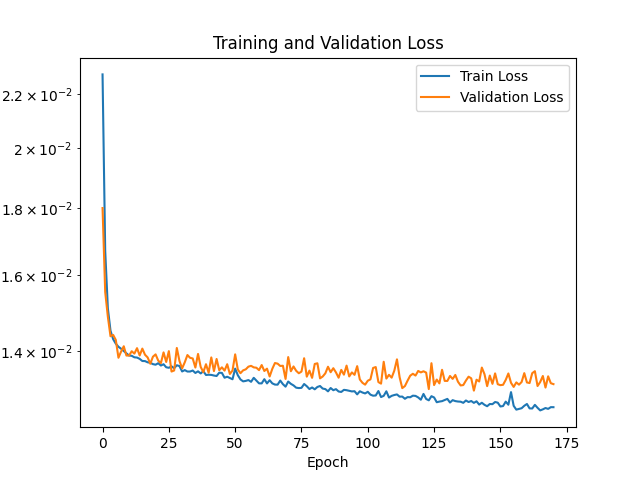 Training and Validation Loss
Train Loss
Validation Loss
2.2 × 10⁻²
2 × 10⁻²
1.8 × 10⁻²
1.6 × 10⁻²
1.4 × 10⁻²
0 25 50 75 100 125 150 175
Epoch